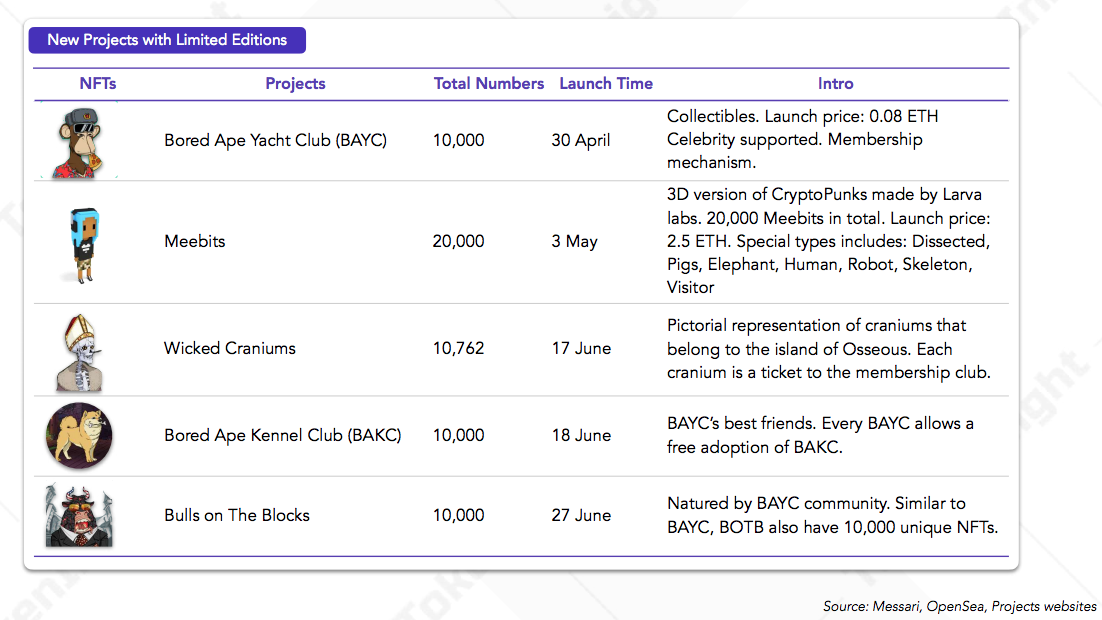 New Projects with Limited Editions
NFTs Projects Total Numbers Launch Time Intro
Bored Ape Yacht Club (BAYC) 10,000 30 April
Collectibles. Launch price: 0.08 ETH
Celebrity supported. Membership
mechanism.
Meebits 20,000 3 May
3D version of CryptoPunks made by Larva
labs. 20,000 Meebits in total. Launch price:
2.5 ETH. Special types includes: Dissected,
Pigs, Elephant, Human, Robot, Skeleton,
Visitor
Wicked Craniums 10,762 17 June
Pictorial representation of craniums that
belong to the island of Osseous. Each
cranium is a ticket to the membership club.
Bored Ape Kennel Club (BAKC) 10,000 18 June
BAYC’s best friends. Every BAYC allows a
free adoption of BAKC.
Bulls on The Blocks 10,000 27 June
Natured by BAYC community. Similar to
BAYC, BOTB also have 10,000 unique NFTs.
Source: Messari, OpenSea, Projects websites